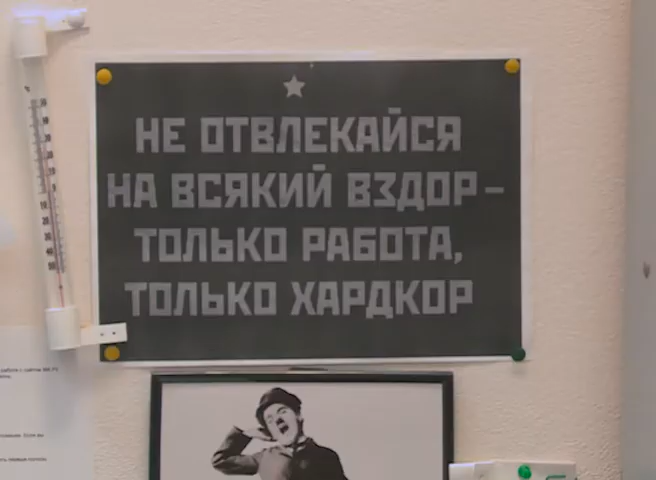 НЕ ОТВЛЕКАЙСЯ
НА ВСЯКИЙ ВЗДОР–
ТОЛЬКО РАБОТА,
ТОЛЬКО ХАРДКОР